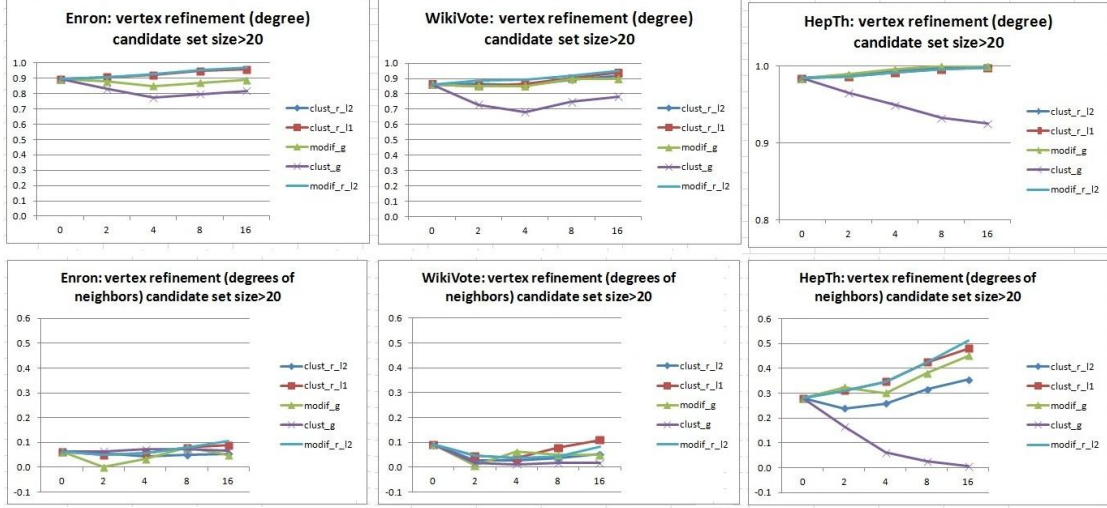 Enron: vertex refinement (degree)
candidate set size>20
1.0
0.9
0.8
0.7
0.6
0.5
0.4
0.3
0.2
0.1
0.0
0 2 4 8 16
clust_r_l2
clust_r_l1
modif_g
clust_g
modif_r_l2
WikiVote: vertex refinement (degree)
candidate set size>20
1.0
0.9
0.8
0.7
0.6
0.5
0.4
0.3
0.2
0.1
0.0
0 2 4 8 16
clust_r_l2
clust_r_l1
modif_g
clust_g
modif_r_l2
HepTh: vertex refinement (degree)
candidate set size>20
1.0
0.9
0.8
0 2 4 8 16
clust_r_l2
clust_r_l1
modif_g
clust_g
modif_r_l2
Enron: vertex refinement (degrees of
neighbors) candidate set size>20
0.6
0.5
0.4
0.3
0.2
0.1
0.0
-0.1
0 2 4 8 16
clust_r_l2
clust_r_l1
modif_g
clust_g
modif_r_l2
WikiVote: vertex refinement (degrees of
neighbors) candidate set size>20
0.6
0.5
0.4
0.3
0.2
0.1
0.0
-0.1
0 2 4 8 16
clust_r_l2
clust_r_l1
modif_g
clust_g
modif_r_l2
HepTh: vertex refinement (degrees of
neighbors) candidate set size>20
0.6
0.5
0.4
0.3
0.2
0.1
0.0
-0.1
0 2 4 8 16
clust_r_l2
clust_r_l1
modif_g
clust_g
modif_r_l2